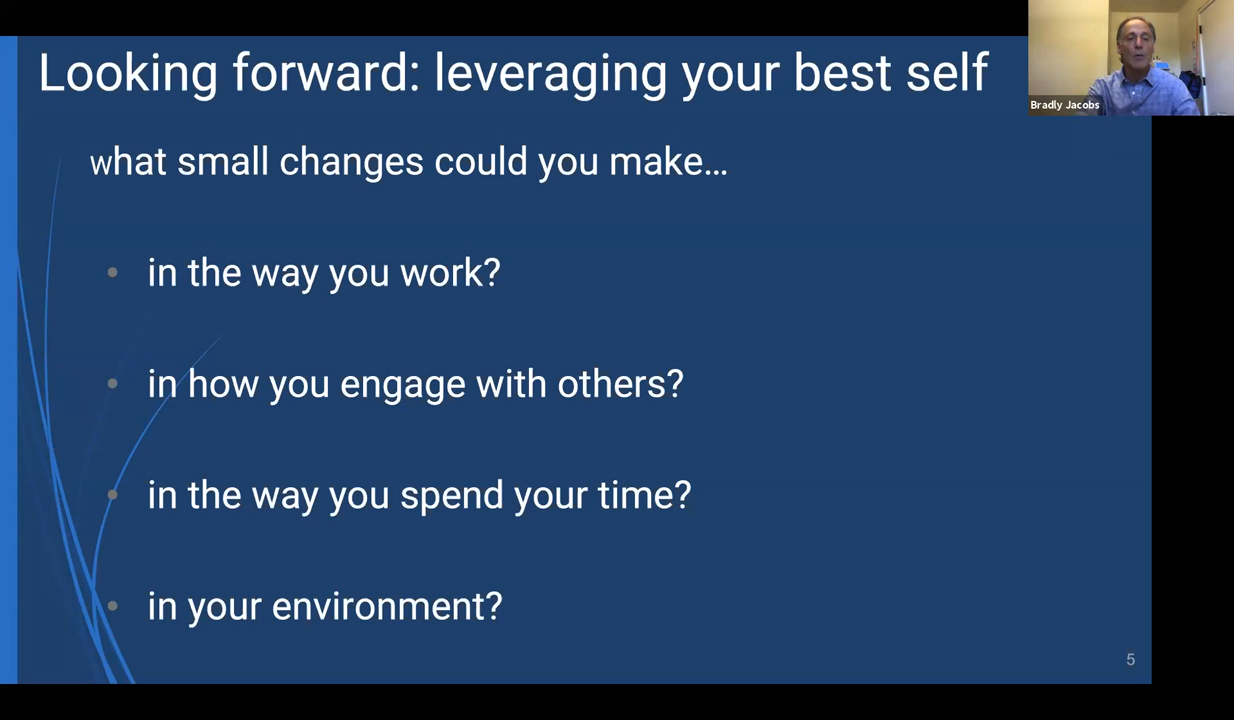 Looking forward: leveraging your best self
Bradly Jacobs
what small changes could you make…
• in the way you work?
• in how you engage with others?
• in the way you spend your time?
• in your environment?
5